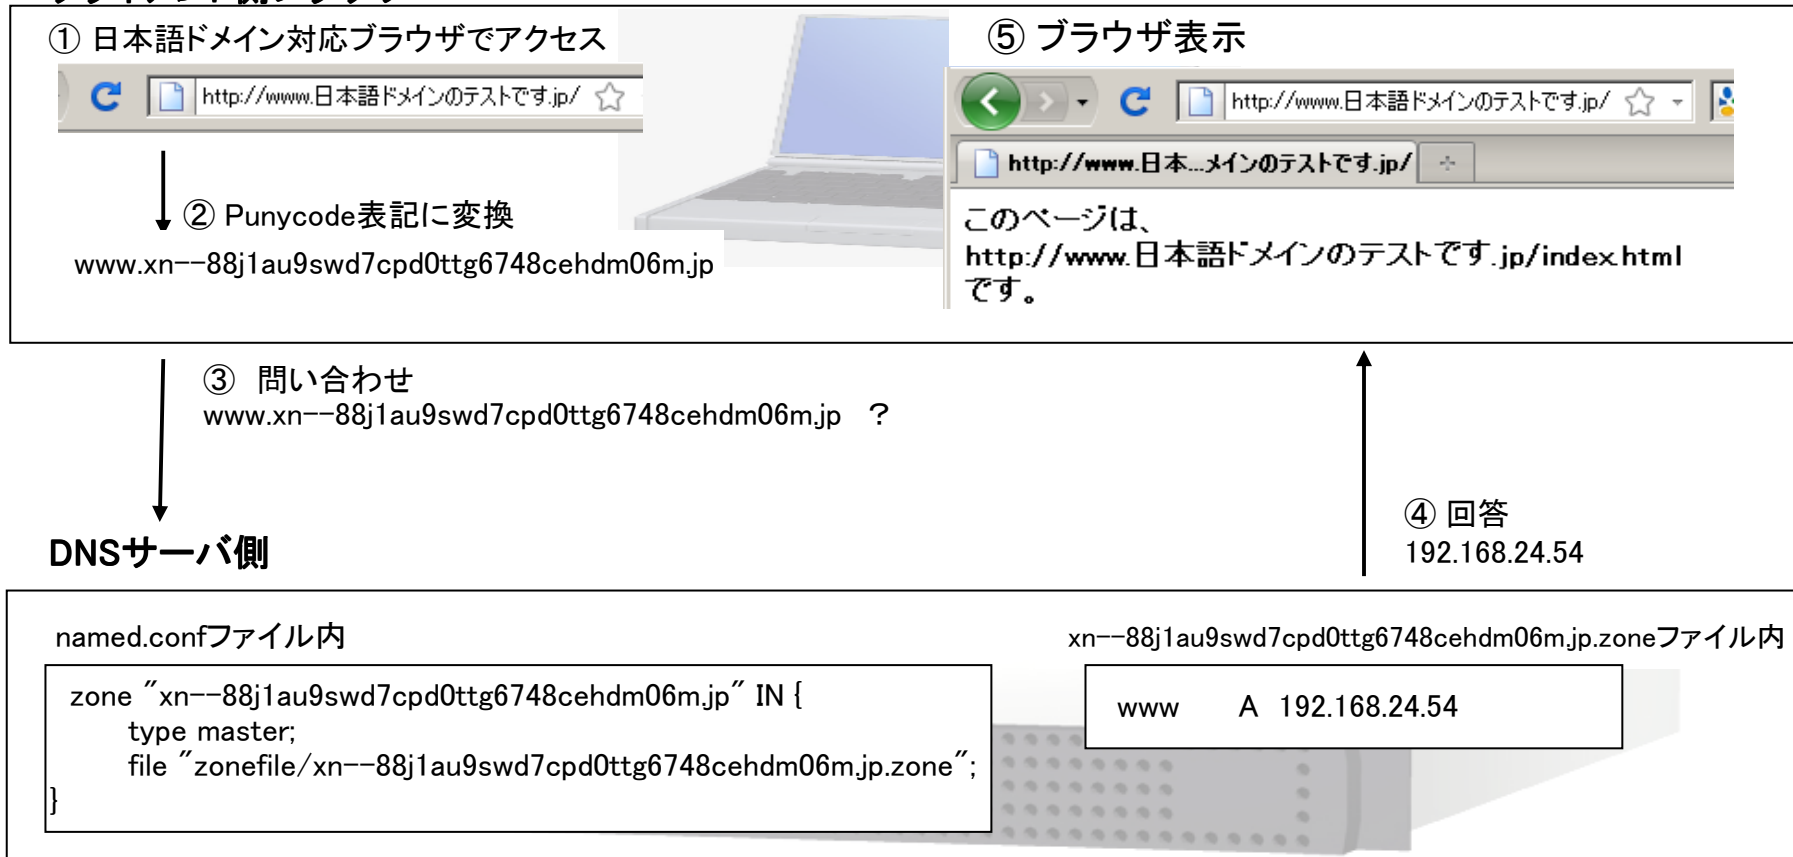 ① 日本語ドメイン対応ブラウザでアクセス
http://www.日本語ドメインのテストです.jp/
② Punycode表記に変換
www.xn--88j1au9swd7cpd0ttg6748cehdm06m.jp
⑤ ブラウザ表示
http://www.日本語ドメインのテストです.jp/
http://www.日本...メインのテストです.jp/
このページは、
http://www.日本語ドメインのテストです.jp/index.html
です。
③ 問い合わせ
www.xn--88j1au9swd7cpd0ttg6748cehdm06m.jp ?
④ 回答
192.168.24.54
DNSサーバ側
named.confファイル内
zone "xn--88j1au9swd7cpd0ttg6748cehdm06m.jp" IN {
type master;
file "zonefile/xn--88j1au9swd7cpd0ttg6748cehdm06m.jp.zone";
}
xn--88j1au9swd7cpd0ttg6748cehdm06m.jp.zoneファイル内
www A 192.168.24.54